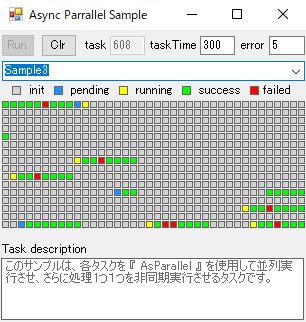 Async Parrallel Sample
Run Clr task 608 taskTime 300 error 5
Sample3
init pending yunning success failed
Task description
このサンプルは、各タスクを『 AsParallel 』を使用して並列実
行させ、さらに処理1つ1つを非同期実行させるタスクです。